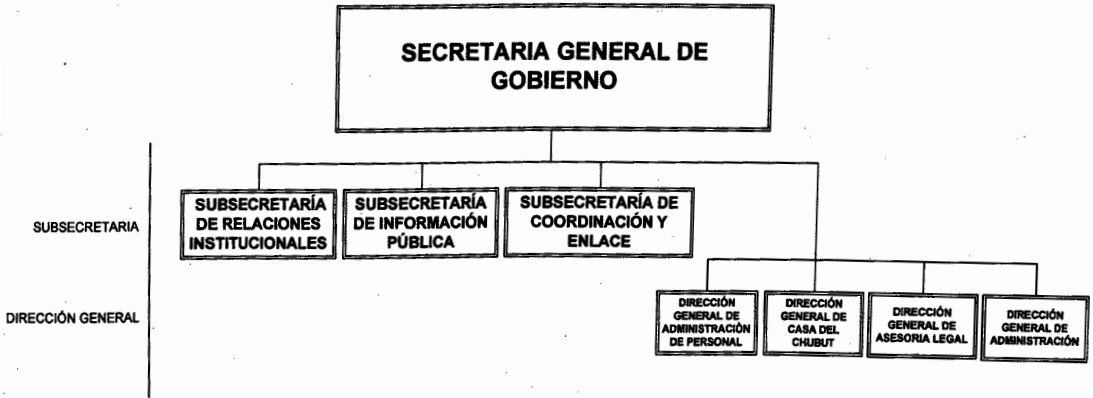 SECRETARIA GENERAL DE
GOBIERNO
SUBSECRETARIA
SUBSECRETARÍA
DE RELACIONES
INSTITUCIONALES
SUBSECRETARÍA
DE INFORMACIÓN
PÚBLICA
SUBSECRETARÍA DE
COORDINACIÓN Y
ENLACE
DIRECCIÓN GENERAL
DIRECCIÓN
GENERAL DE
ADMINISTRACIÓN
DE PERSONAL
DIRECCIÓN
GENERAL DE
CASA DEL
CHUBUT
DIRECCIÓN
GENERAL DE
ASESORIA LEGAL
DIRECCIÓN
GENERAL DE
ADMINISTRACIÓN